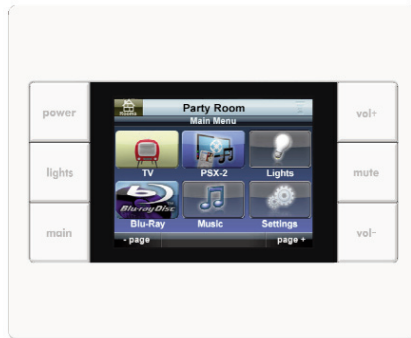 Party Room
Rooms
Main Menu
power
vol+
TV
PSX-2
Lights
lights
mute
Blu-ray Disc
Blu-Ray
Music
Settings
main
vol-
- page
page +